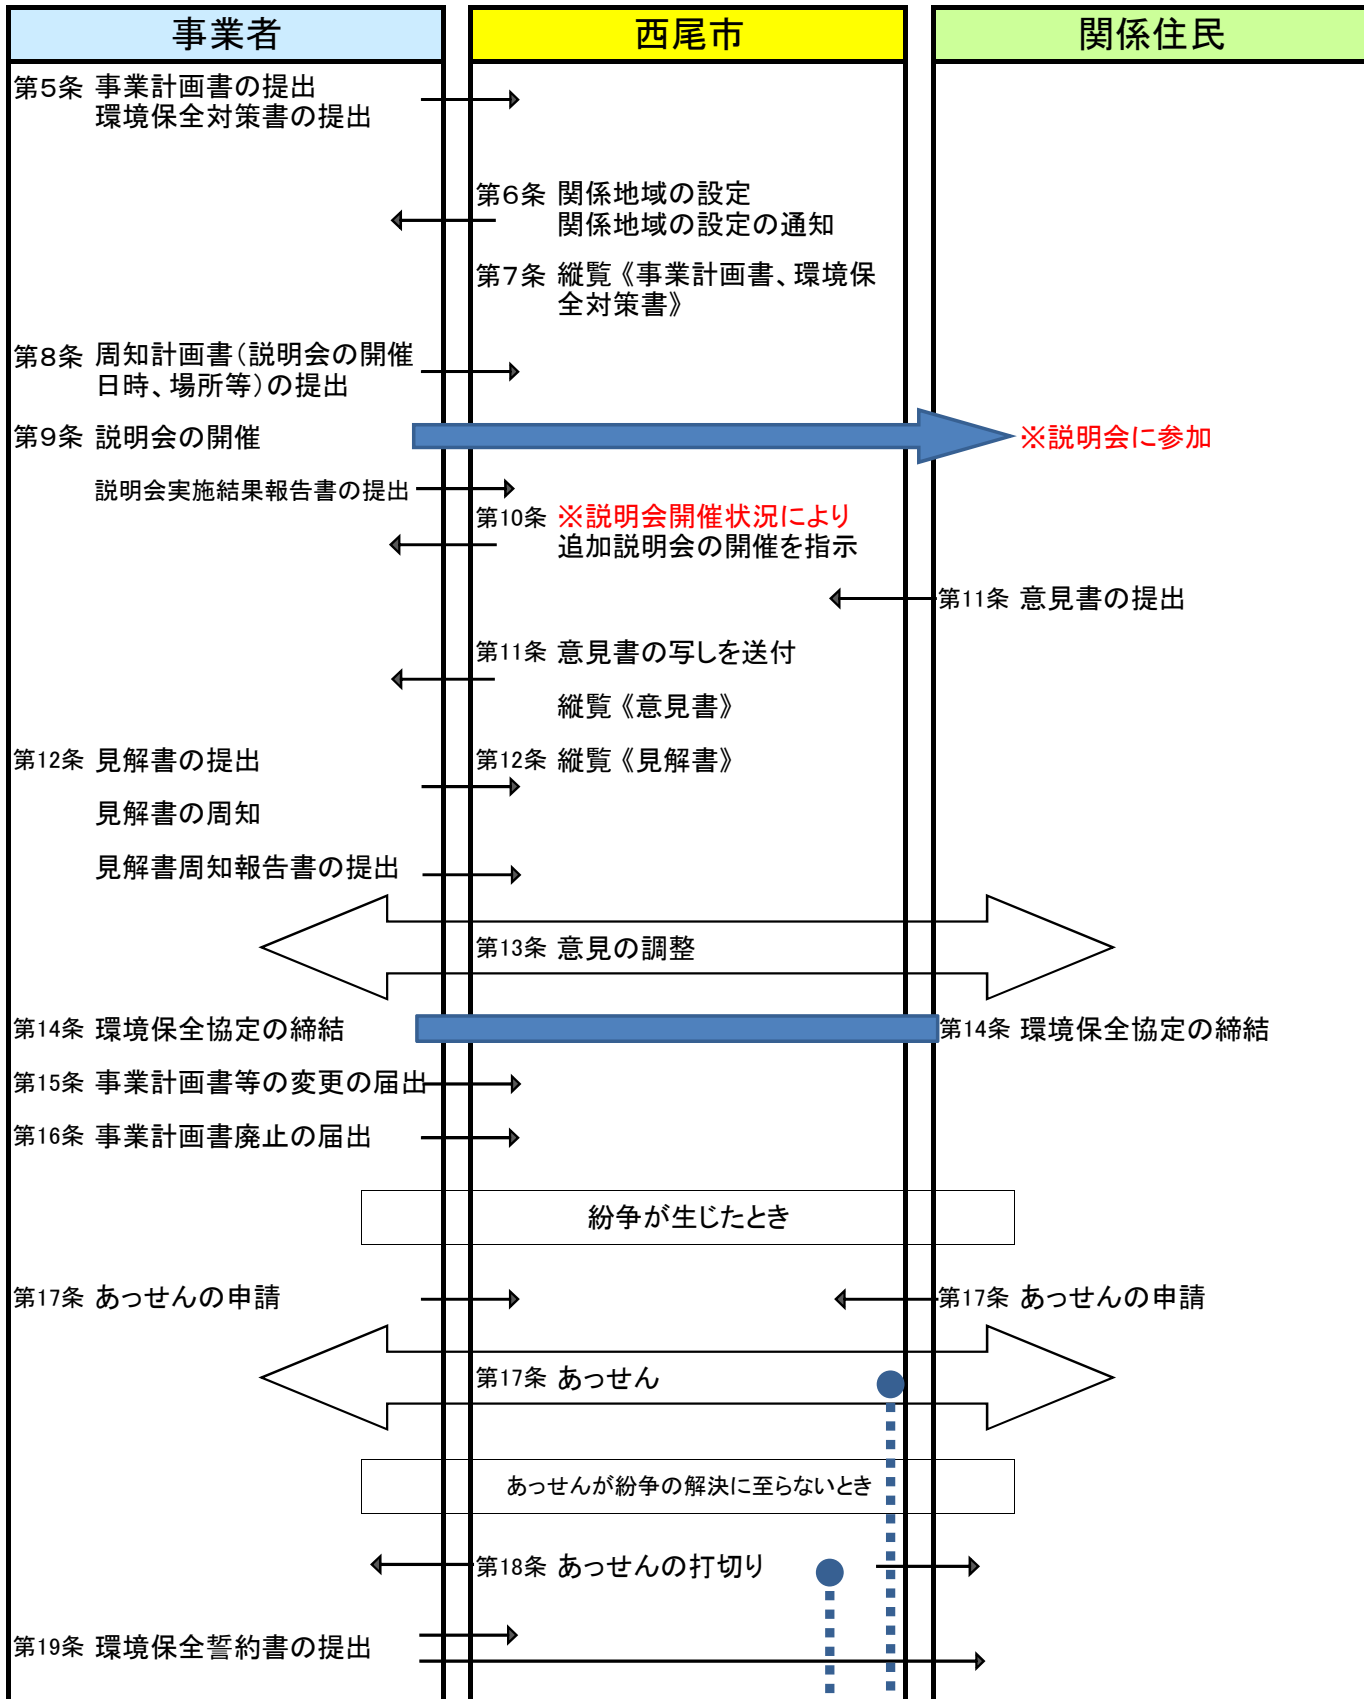 事業者
西尾市
関係住民
第5条 事業計画書の提出
環境保全対策書の提出
第6条 関係地域の設定
関係地域の設定の通知
第7条 縦覧《事業計画書、環境保
全対策書》
第8条 周知計画書（説明会の開催
日時、場所等）の提出
第9条 説明会の開催
※説明会に参加
説明会実施結果報告書の提出
第10条 ※説明会開催状況により
追加説明会の開催を指示
第11条 意見書の提出
第11条 意見書の写しを送付
縦覧《意見書》
第12条 見解書の提出
第12条 縦覧《見解書》
見解書の周知
見解書周知報告書の提出
第13条 意見の調整
第14条 環境保全協定の締結
第14条 環境保全協定の締結
第15条 事業計画書等の変更の届出
第16条 事業計画書廃止の届出
紛争が生じたとき
第17条 あっせんの申請
第17条 あっせんの申請
第17条 あっせん
あっせんが紛争の解決に至らないとき
第18条 あっせんの打切り
第19条 環境保全誓約書の提出